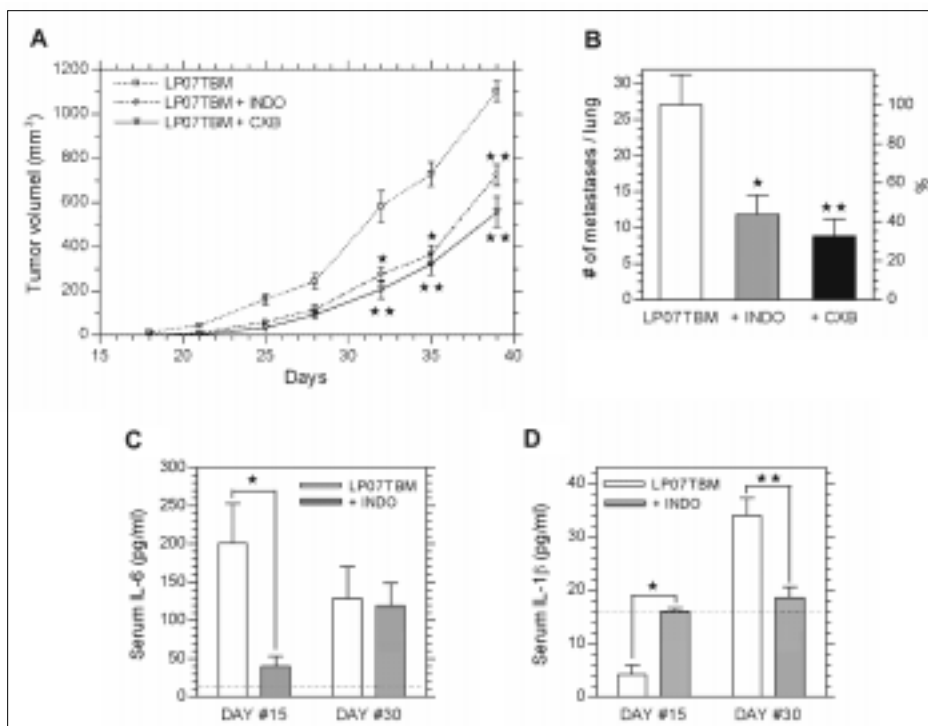 A
Tumor volumel (mm³)
1200
1000
800
600
400
200
0
LP07TBM
LP07TBM + INDO
LP07TBM + CXB
★★
★
★
★★
★★
★★
15 20 25 30 35 40
Days
B
# of metastases / lung
30
25
20
15
10
5
0
★
★★
100
80
60
40
20
0
%
LP07TBM + INDO + CXB
C
Serum IL-6 (pg/ml)
300
250
200
150
100
50
0
★
LP07TBM
+ INDO
DAY #15 DAY #30
D
Serum IL-1β (pg/ml)
40
30
20
10
0
LP07TBM
+ INDO
★★
★
DAY #15 DAY #30